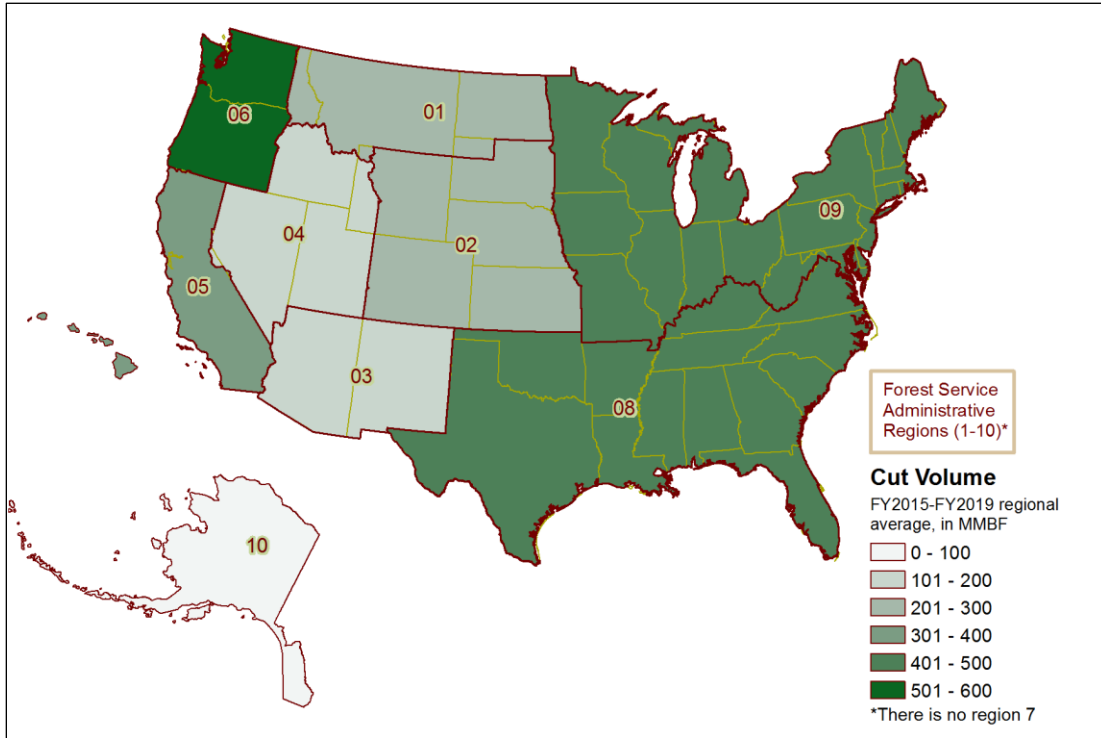 06
01
09
04
02
05
03
08
10
Forest Service
Administrative
Regions (1-10)*
Cut Volume
FY2015-FY2019 regional
average, in MMBF
0 - 100
101 - 200
201 - 300
301 - 400
401 - 500
501 - 600
*There is no region 7